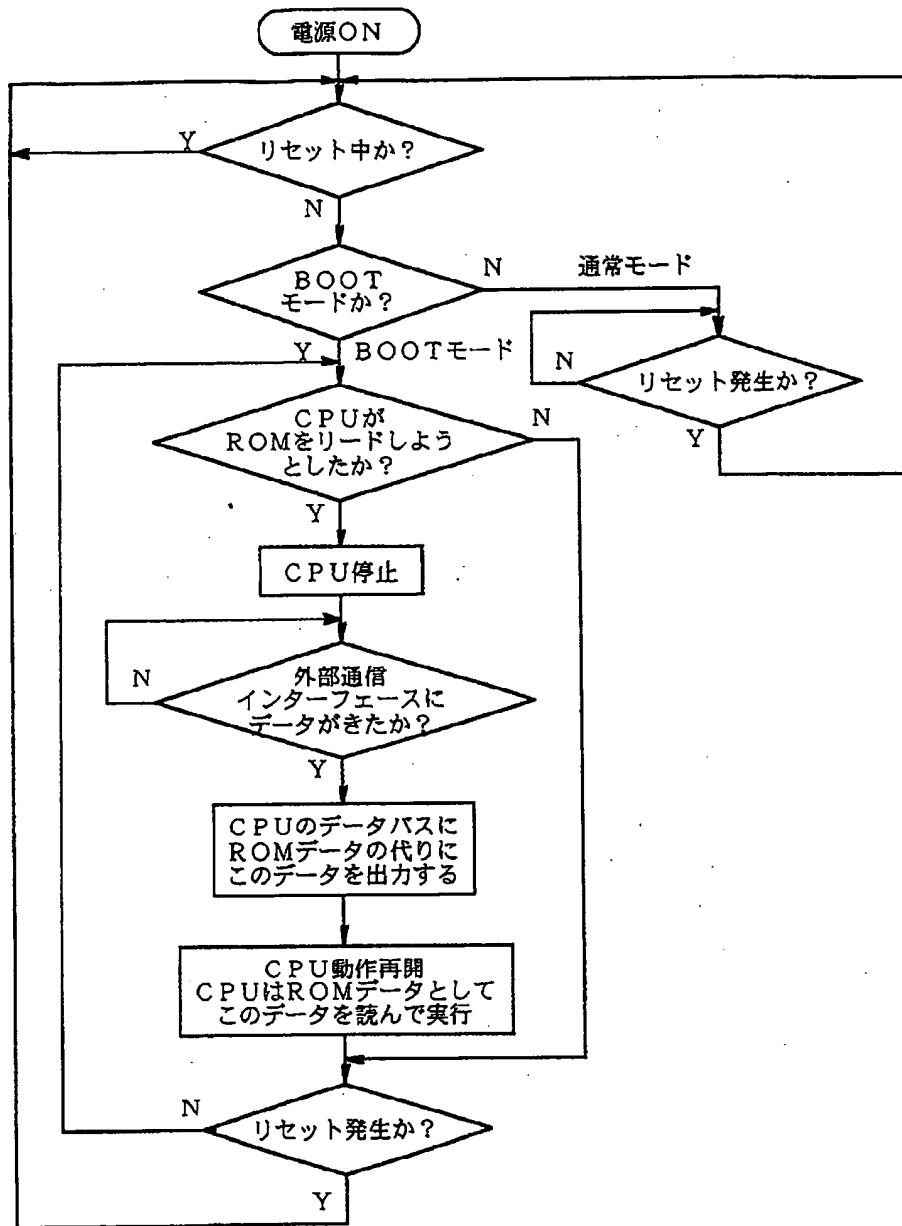 電源ON
Y
リセット中か？
N
BOOT
モードか？
N
通常モード
Y
BOOTモード
N
リセット発生か？
Y
CPUが
ROMをリードしよう
としたか？
N
Y
CPU停止
N
外部通信
インターフェースに
データがきたか？
Y
CPUのデータバスに
ROMデータの代りに
このデータを出力する
CPU動作再開
CPUはROMデータとして
このデータを読んで実行
N
リセット発生か？
Y